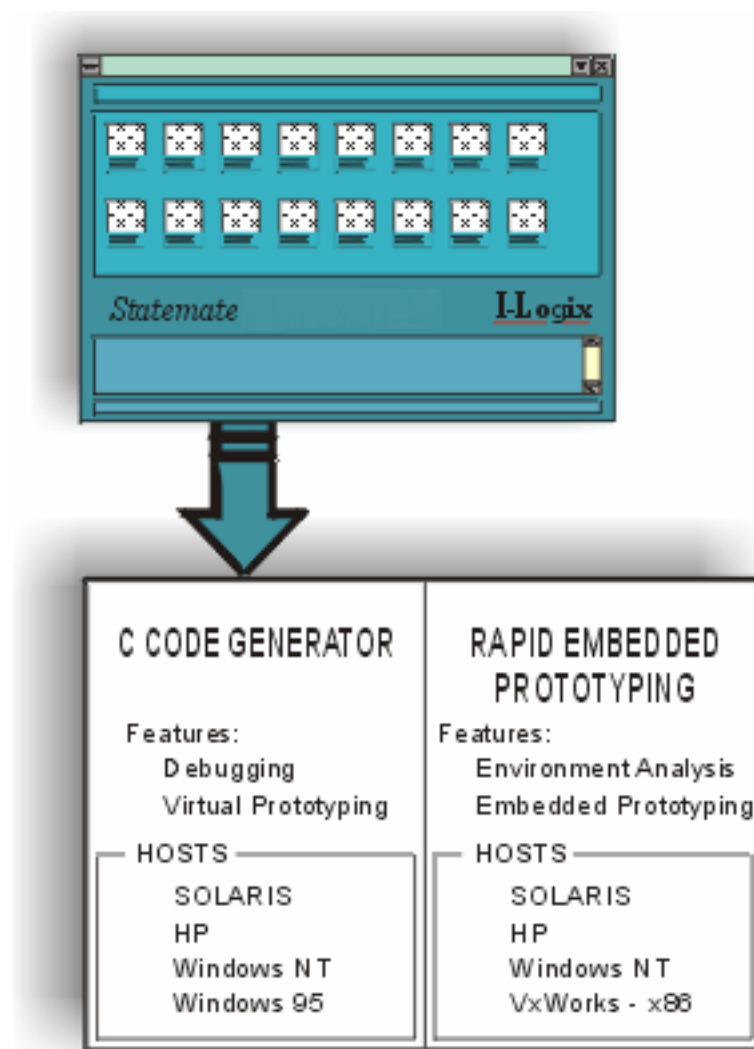 Statemate
I-Logix
C CODE GENERATOR
Features:
Debugging
Virtual Prototyping
HOSTS
SOLARIS
HP
Windows NT
Windows 95
RAPID EMBEDDED
PROTOTYPING
Features:
Environment Analysis
Embedded Prototyping
HOSTS
SOLARIS
HP
Windows NT
VxWorks - x86